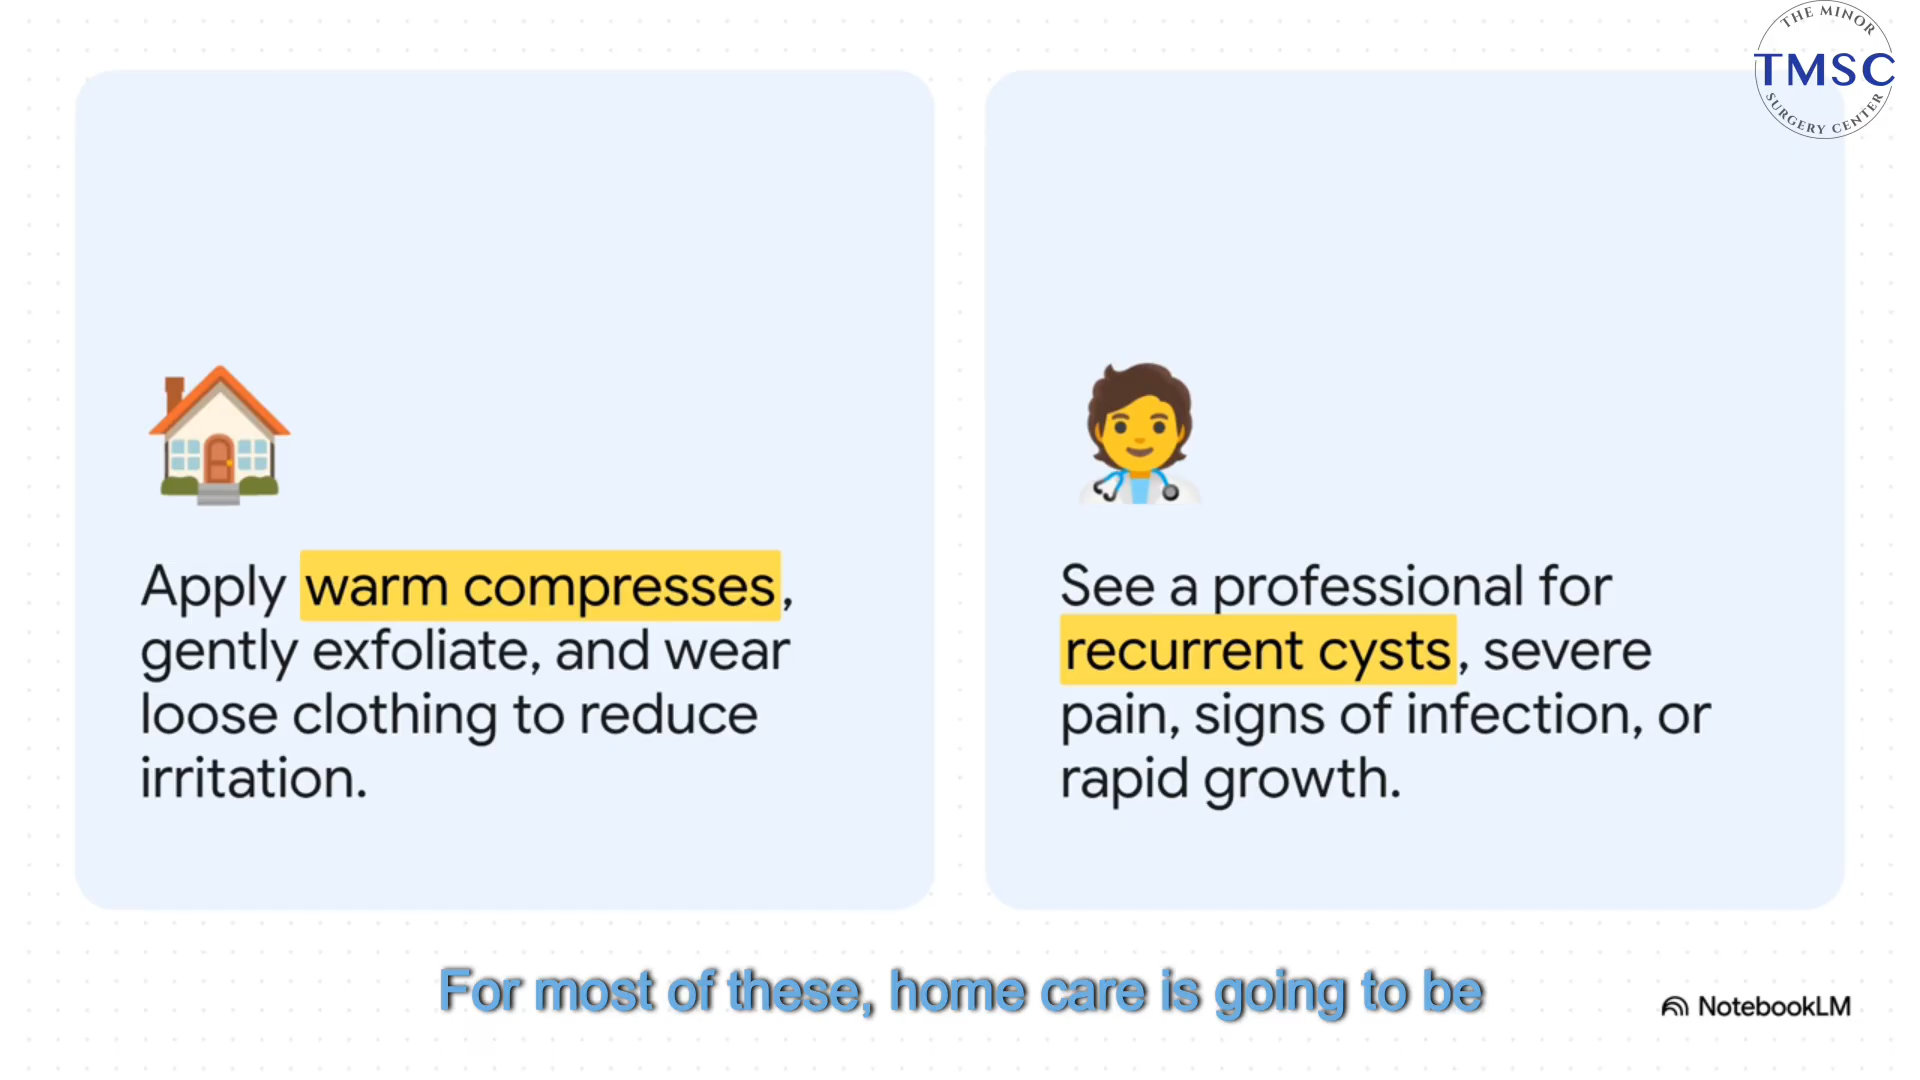 THE MINOR
TMSC
SURGERY CENTER
Apply warm compresses,
gently exfoliate, and wear
loose clothing to reduce
irritation.
See a professional for
recurrent cysts, severe
pain, signs of infection, or
rapid growth.
For most of these, home care is going to be
NotebookLM